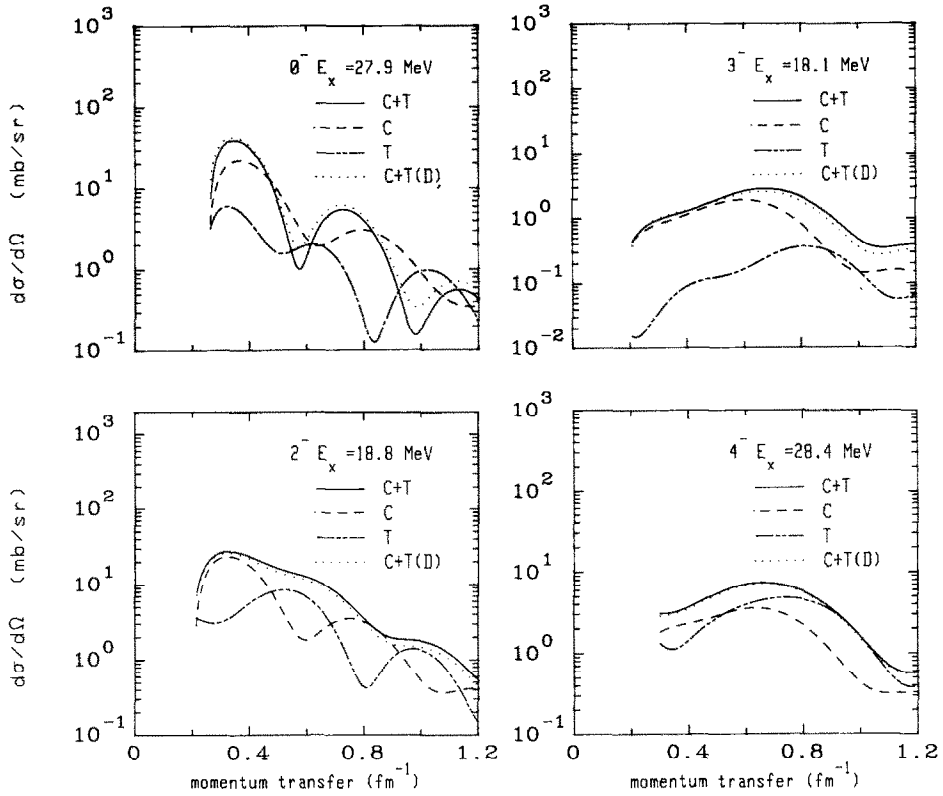 10³
10²
10¹
10⁰
10⁻¹
dσ/dΩ (mb/sr)
0⁻ Eₓ =27.9 MeV
C+T
C
T
C+T(D)
10³
10²
10¹
10⁰
10⁻¹
10⁻²
3⁻ Eₓ =18.1 MeV
C+T
C
T
C+T(D)
10³
10²
10¹
10⁰
10⁻¹
dσ/dΩ (mb/sr)
2⁻ Eₓ =18.8 MeV
C+T
C
T
C+T(D)
0 0.4 0.8 1.2
momentum transfer (fm⁻¹)
10³
10²
10¹
10⁰
10⁻¹
4⁻ Eₓ =28.4 MeV
C+T
C
T
C+T(D)
0 0.4 0.8 1.2
momentum transfer (fm⁻¹)